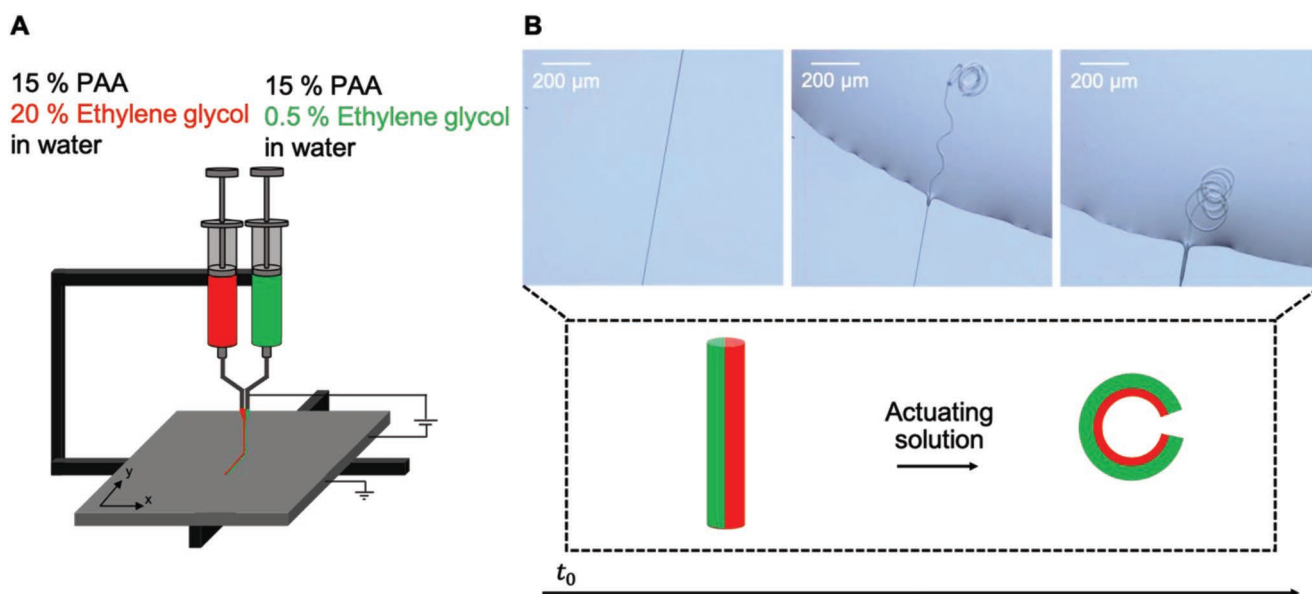 A
15 % PAA
20 % Ethylene glycol
in water
15 % PAA
0.5 % Ethylene glycol
in water
y
x
B
200 µm
200 µm
200 µm
Actuating
solution
t₀